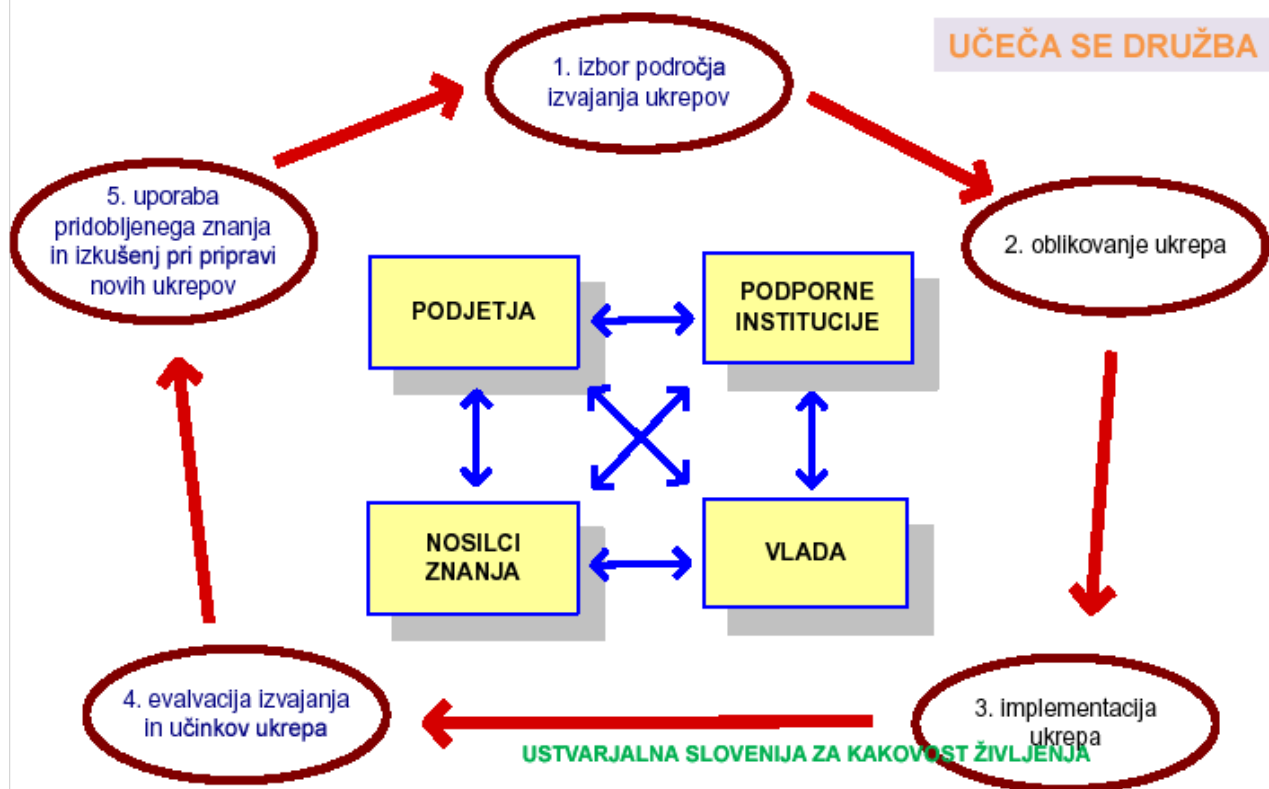 UČEČA SE DRUŽBA
1. izbor področja
izvajanja ukrepov
2. oblikovanje ukrepa
3. implementacija
ukrepa
4. evalvacija izvajanja
in učinkov ukrepa
5. uporaba
pridobljenega znanja
in izkušenj pri pripravi
novih ukrepov
PODJETJA
PODPORNE
INSTITUCIJE
NOSILCI
ZNANJA
VLADA
USTVARJALNA SLOVENIJA ZA KAKOVOST ŽIVLJENJA